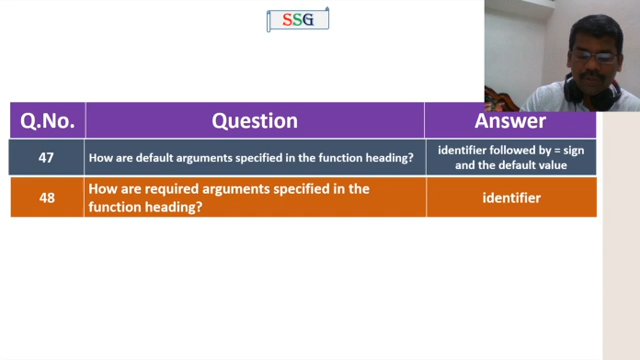 SSG
Q.No. Question Answer
47 How are default arguments specified in the function heading? identifier followed by = sign
and the default value
48 How are required arguments specified in the
function heading?
identifier